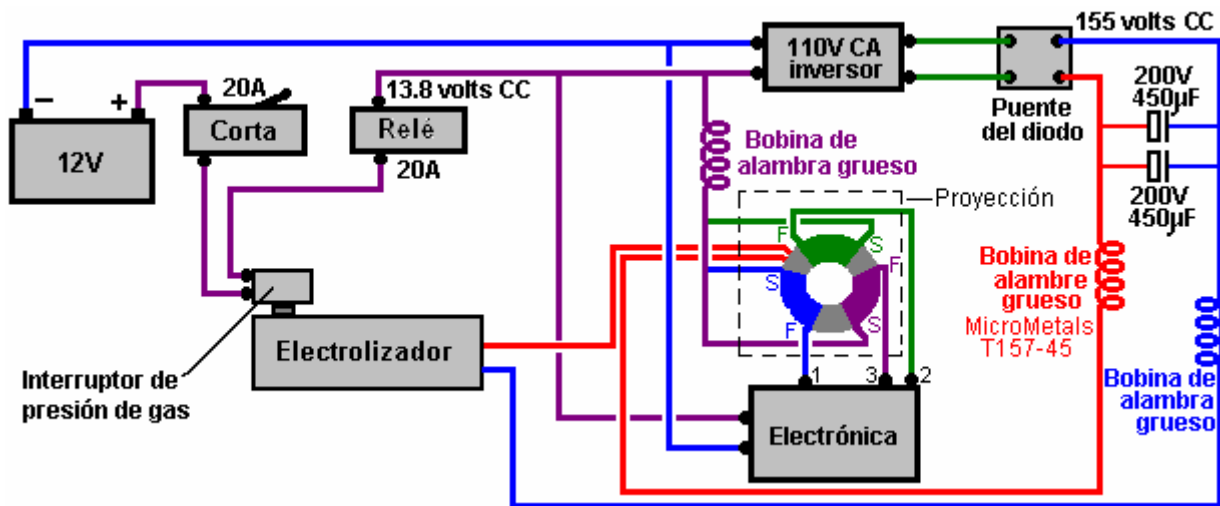 155 volts CC
110V CA
inversor
200V
450µF
Puente
del diodo
200V
450µF
−
+
12V
20A
Corta
13.8 volts CC
Relé
20A
Bobina de
alambra grueso
Proyección
F
S
F
S
F
S
Bobina de
alambre
grueso
MicroMetals
T157-45
Bobina de
alambra
grueso
Interruptor de
presión de gas
Electrolizador
1
3
2
Electrónica